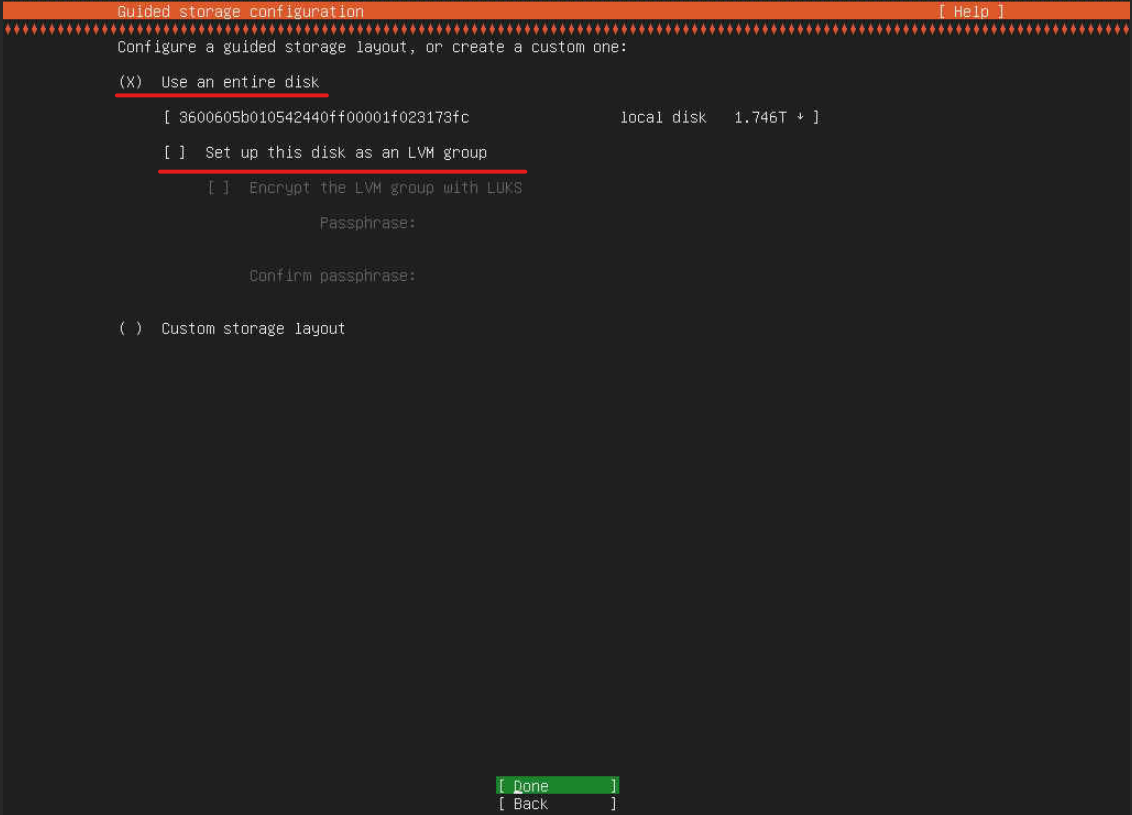 Guided storage configuration [ Help ]
Configure a guided storage layout, or create a custom one:
(X) Use an entire disk
[ 3600605b010542440ff00001f023173fc local disk 1.746T ↓ ]
[ ] Set up this disk as an LVM group
[ ] Encrypt the LVM group with LUKS
Passphrase:
Confirm passphrase:
( ) Custom storage layout
[ Done ]
[ Back ]